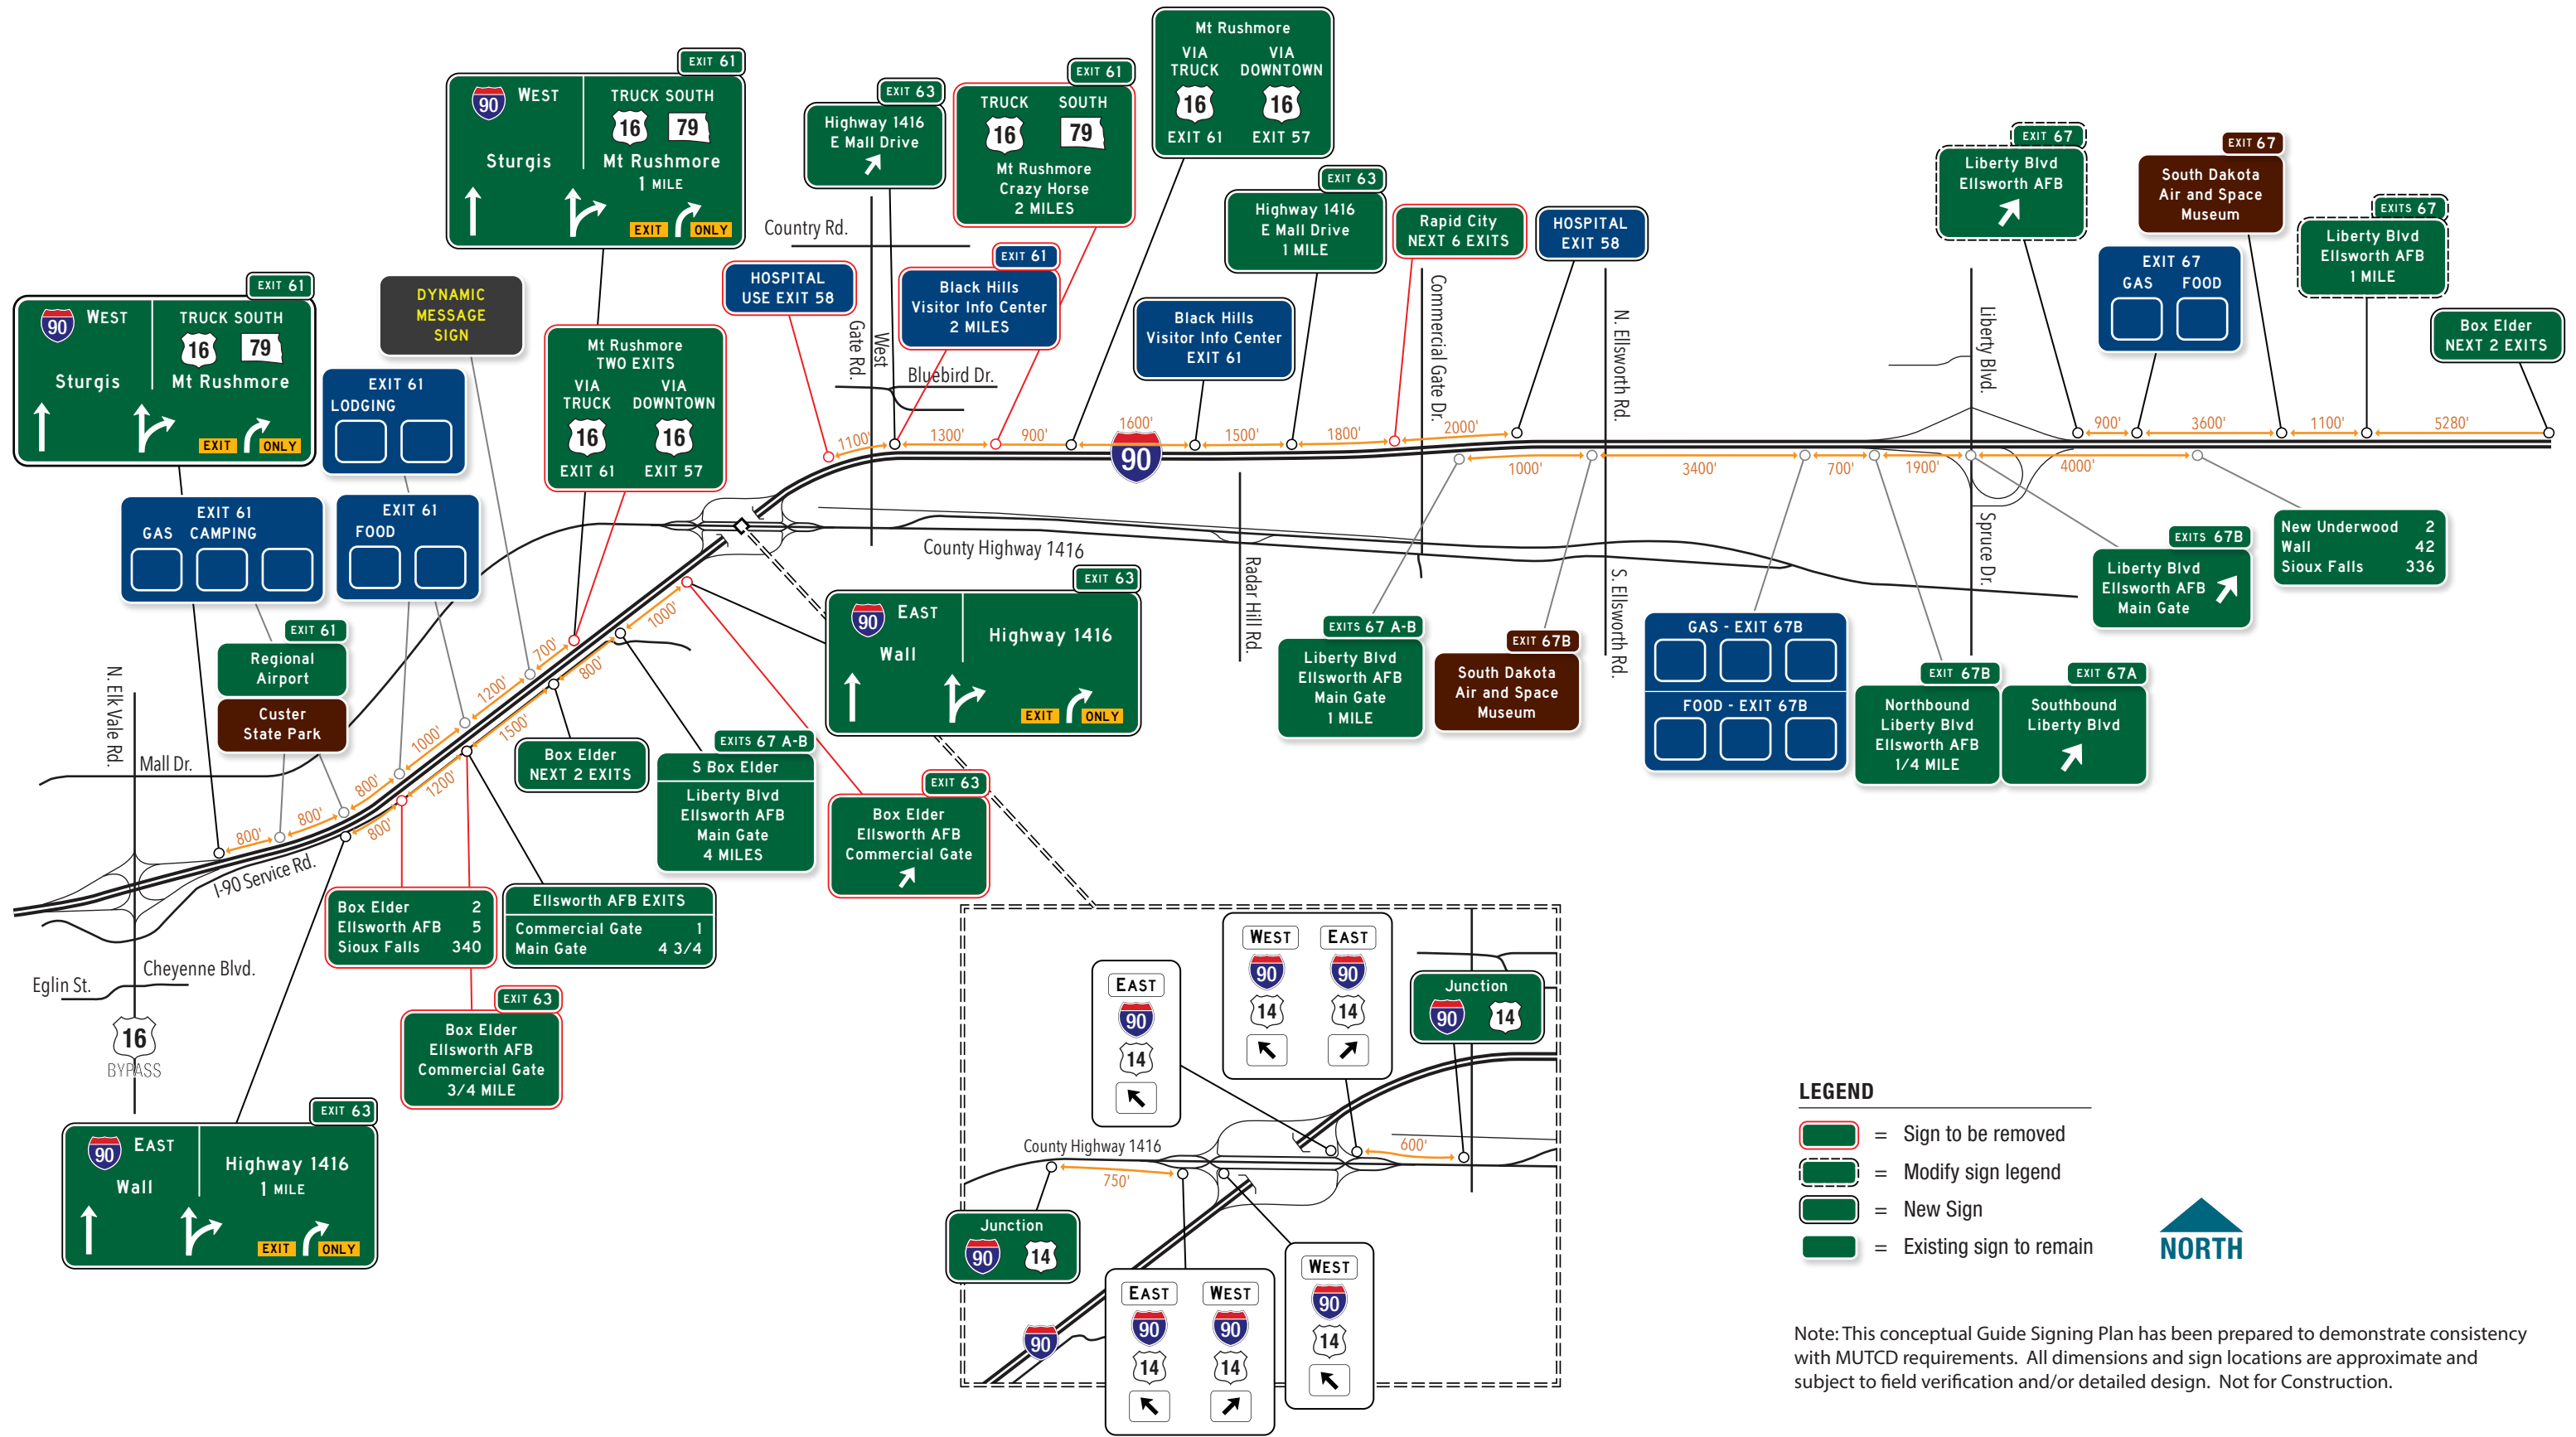 Mt Rushmore
VIA TRUCK VIA DOWNTOWN
16 16
EXIT 61 EXIT 57
EXIT 61
90 WEST TRUCK SOUTH
16 79
Sturgis Mt Rushmore
1 MILE
EXIT ONLY
EXIT 63
Highway 1416
E Mall Drive
EXIT 61
TRUCK SOUTH
16 79
Mt Rushmore
Crazy Horse
2 MILES
EXIT 63
Highway 1416
E Mall Drive
1 MILE
Rapid City
NEXT 6 EXITS
HOSPITAL
EXIT 58
EXIT 67
Liberty Blvd
Ellsworth AFB
EXIT 67
South Dakota
Air and Space
Museum
EXITS 67
Liberty Blvd
Ellsworth AFB
1 MILE
EXIT 67
GAS FOOD
Box Elder
NEXT 2 EXITS
Country Rd.
HOSPITAL
USE EXIT 58
EXIT 61
Black Hills
Visitor Info Center
2 MILES
Black Hills
Visitor Info Center
EXIT 61
West
Gate Rd.
Bluebird Dr.
Commercial Gate Dr.
N. Ellsworth Rd.
Liberty Blvd.
EXIT 61
90 WEST TRUCK SOUTH
16 79
Sturgis Mt Rushmore
EXIT ONLY
DYNAMIC
MESSAGE
SIGN
EXIT 61
LODGING
Mt Rushmore
TWO EXITS
VIA TRUCK VIA DOWNTOWN
16 16
EXIT 61 EXIT 57
1100' 1300' 900' 1600' 1500' 1800' 2000' 900' 3600' 1100' 5280'
90
1000' 3400' 700' 1900' 4000'
EXIT 61
GAS CAMPING
EXIT 61
FOOD
County Highway 1416
Radar Hill Rd.
S. Ellsworth Rd.
Spruce Dr.
EXITS 67B
Liberty Blvd
Ellsworth AFB
Main Gate
New Underwood 2
Wall 42
Sioux Falls 336
EXIT 61
Regional
Airport
Custer
State Park
EXIT 63
90 EAST
Highway 1416
Wall
EXIT ONLY
EXITS 67 A-B
Liberty Blvd
Ellsworth AFB
Main Gate
1 MILE
EXIT 67B
South Dakota
Air and Space
Museum
GAS - EXIT 67B
FOOD - EXIT 67B
EXIT 67B
Northbound
Liberty Blvd
Ellsworth AFB
1/4 MILE
EXIT 67A
Southbound
Liberty Blvd
N. Elk Vale Rd.
Mall Dr.
800' 800' 800' 1000' 1200' 700'
800' 1200' 1500' 800' 1000'
I-90 Service Rd.
Box Elder
NEXT 2 EXITS
EXITS 67 A-B
S Box Elder
Liberty Blvd
Ellsworth AFB
Main Gate
4 MILES
EXIT 63
Box Elder
Ellsworth AFB
Commercial Gate
Box Elder 2
Ellsworth AFB 5
Sioux Falls 340
Ellsworth AFB EXITS
Commercial Gate 1
Main Gate 4 3/4
Cheyenne Blvd.
Eglin St.
16
BYPASS
EXIT 63
Box Elder
Ellsworth AFB
Commercial Gate
3/4 MILE
EXIT 63
90 EAST
Highway 1416
Wall 1 MILE
EXIT ONLY
EAST
90
14
WEST EAST
90 90
14 14
Junction
90 14
County Highway 1416
600'
750'
Junction
90 14
90
EAST WEST
90 90
14 14
WEST
90
14
LEGEND
= Sign to be removed
= Modify sign legend
= New Sign
= Existing sign to remain
NORTH
Note: This conceptual Guide Signing Plan has been prepared to demonstrate consistency
with MUTCD requirements. All dimensions and sign locations are approximate and
subject to field verification and/or detailed design. Not for Construction.